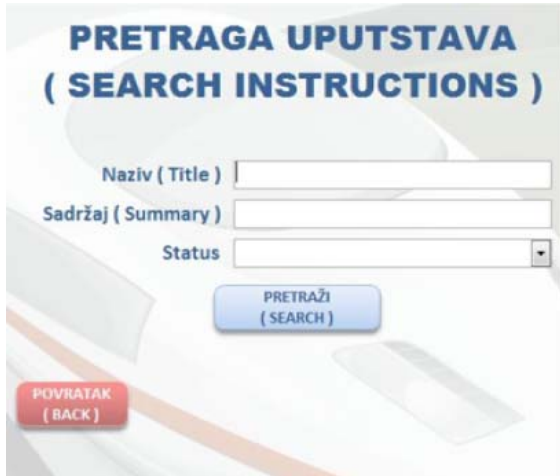 PRETRAGA UPUTSTAVA
( SEARCH INSTRUCTIONS )
Naziv ( Title )
Sadržaj ( Summary )
Status
PRETRAŽI
( SEARCH )
POVRATAK
( BACK )